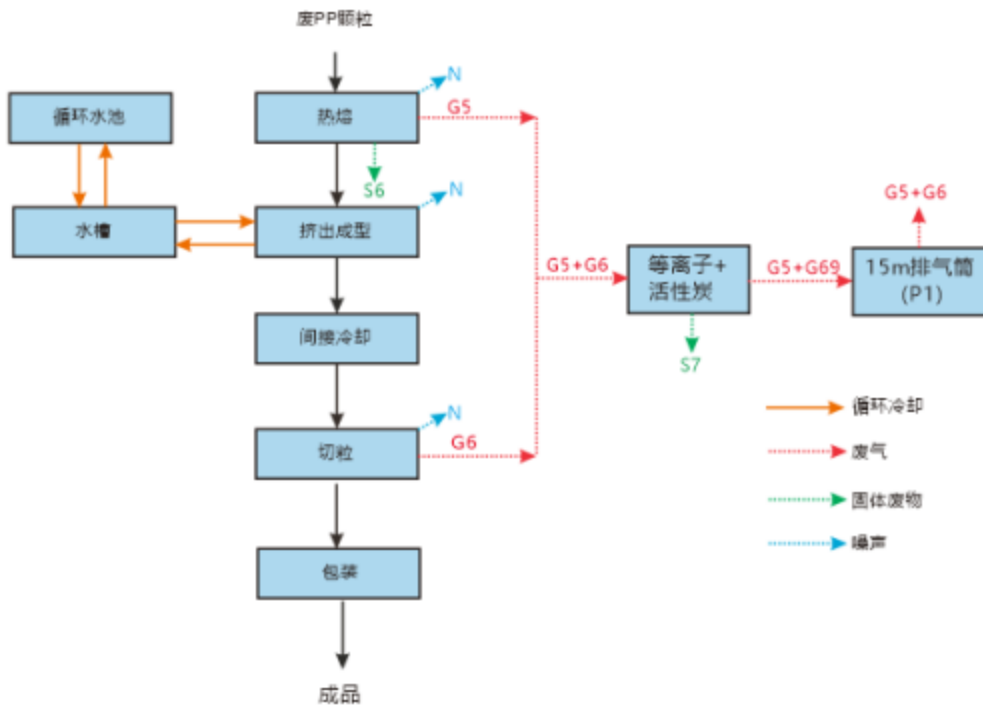 废PP颗粒
N
循环水池
热熔
G5
S6
N
G5+G6
水槽
挤出成型
G5+G6
等离子+
活性炭
G5+G69
15m排气筒
(P1)
间接冷却
S7
N
循环冷却
切粒
G6
废气
固体废物
噪声
包装
成品